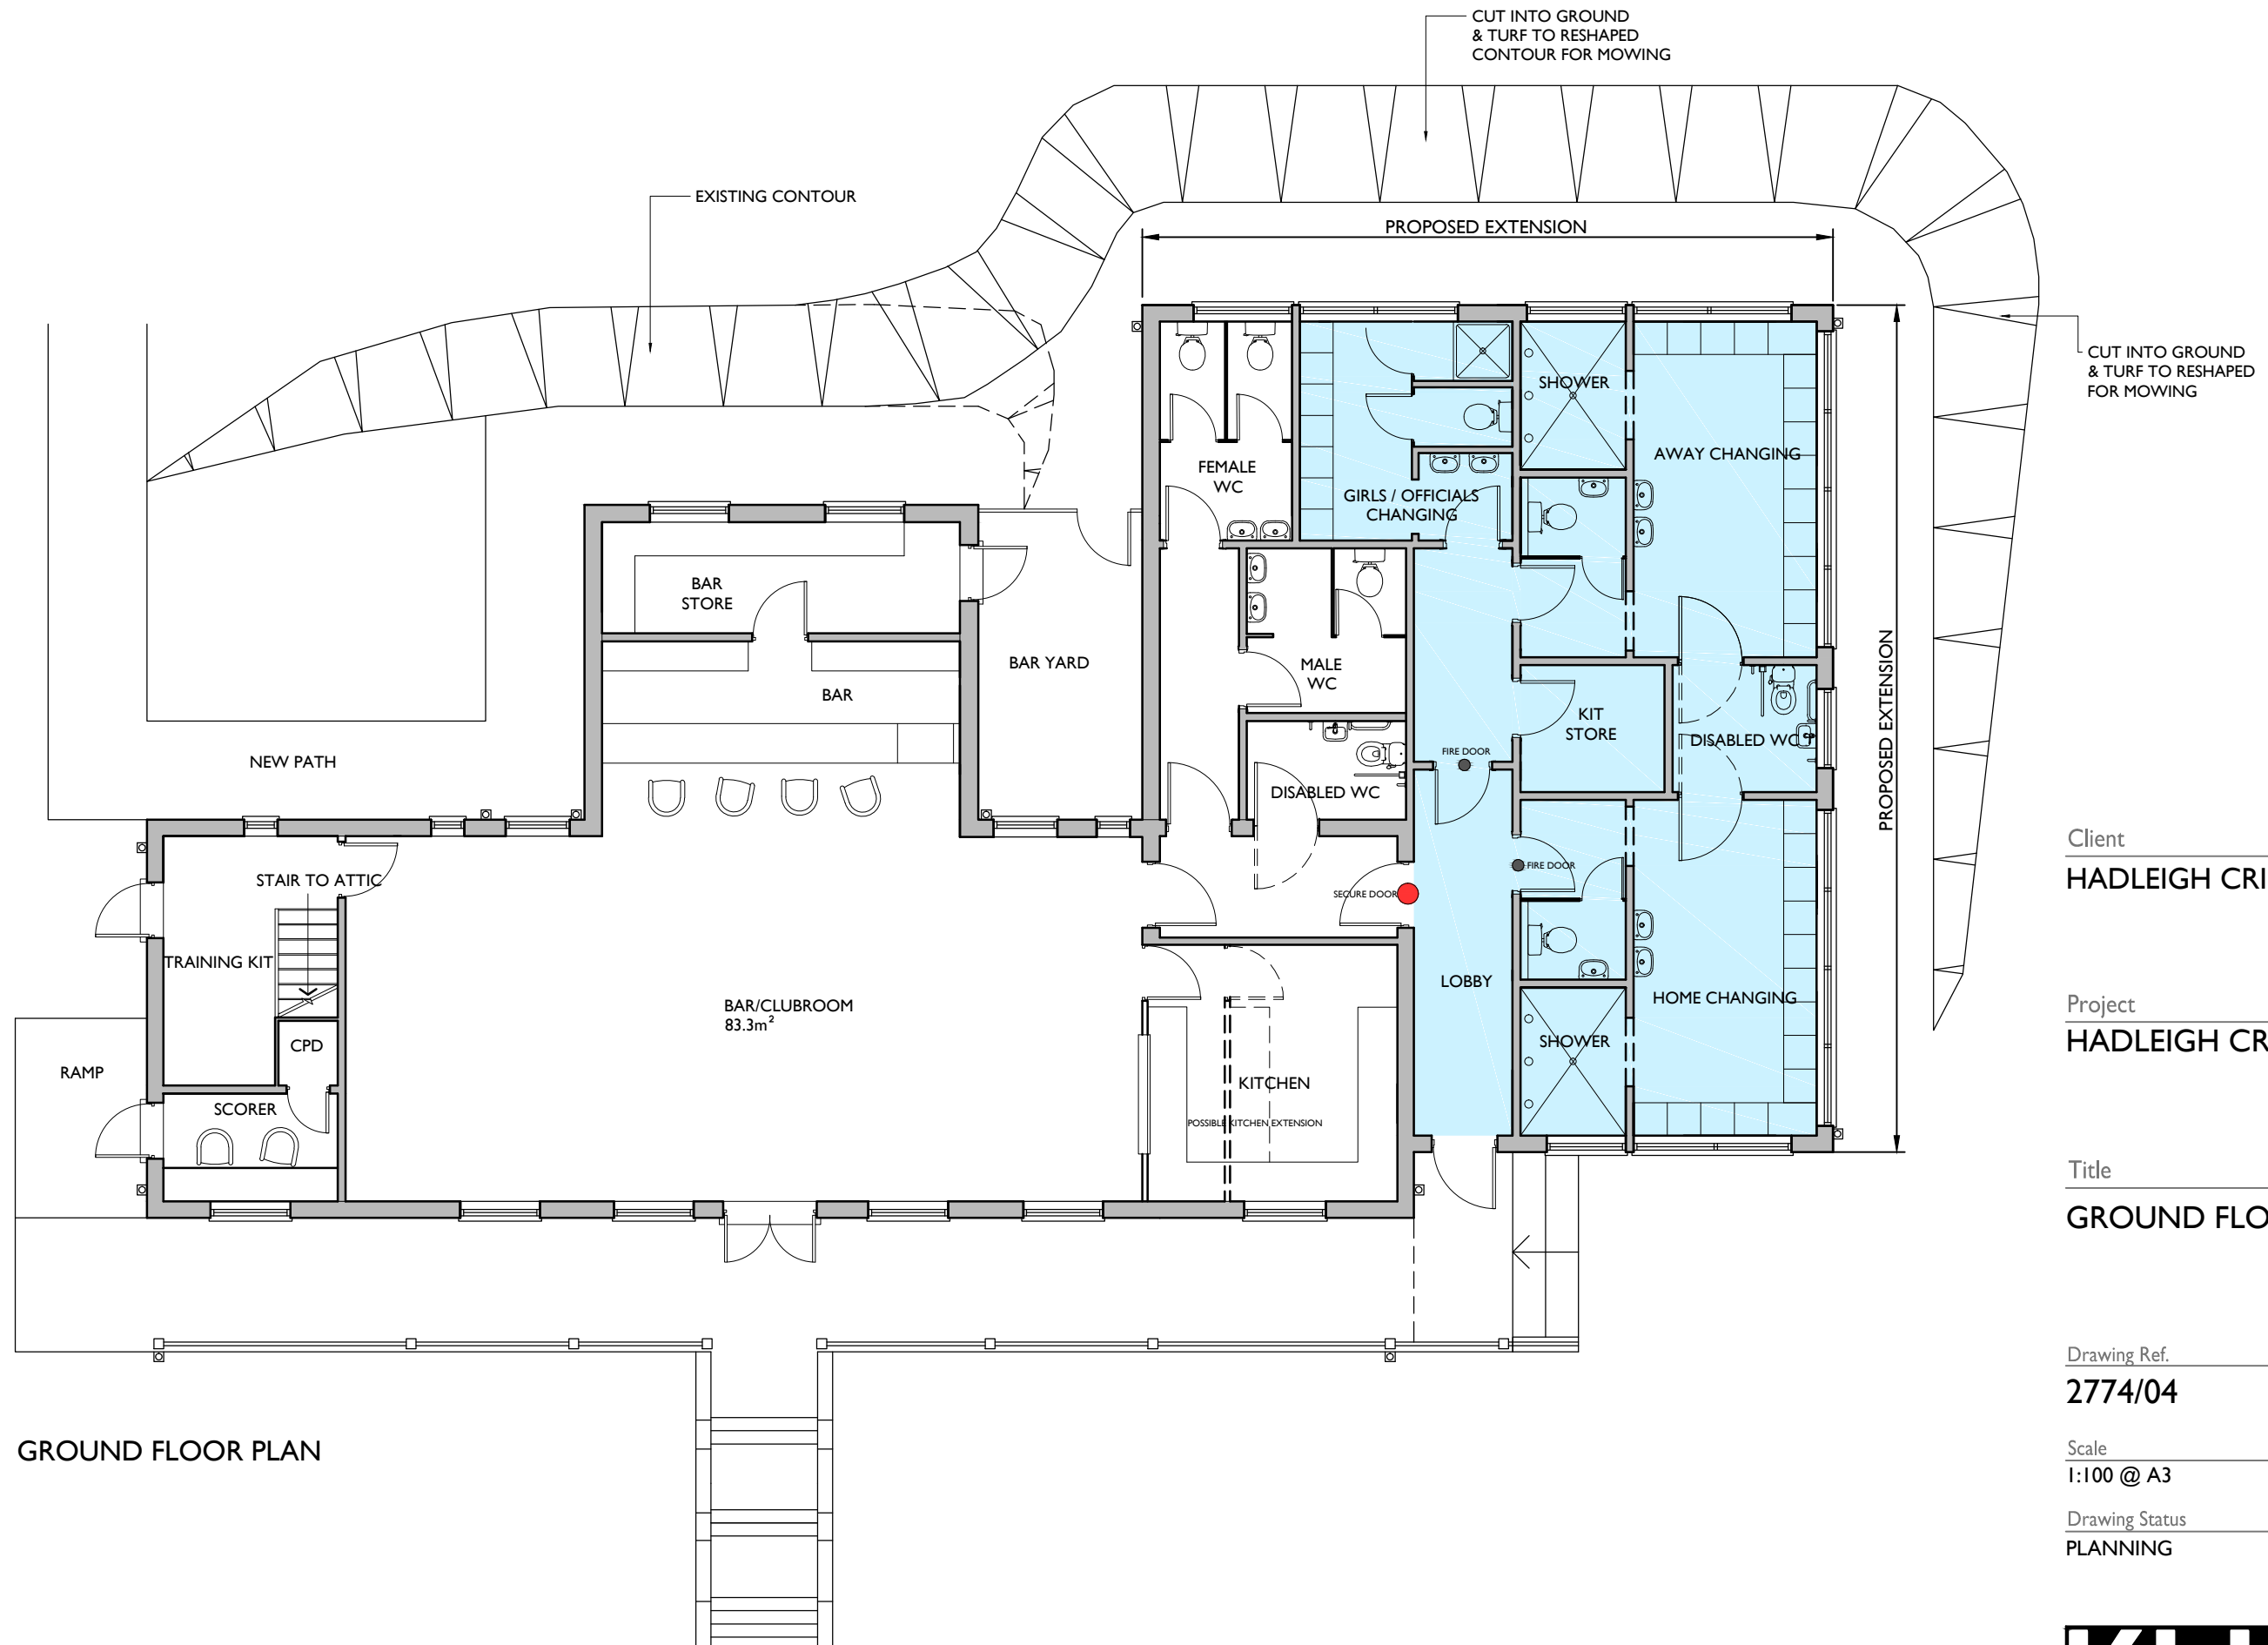 CUT INTO GROUND
& TURF TO RESHAPED
CONTOUR FOR MOWING
EXISTING CONTOUR
PROPOSED EXTENSION
CUT INTO GROUND
& TURF TO RESHAPED
FOR MOWING
SHOWER
AWAY CHANGING
FEMALE
WC
GIRLS / OFFICIALS
CHANGING
BAR
STORE
BAR YARD
MALE
WC
BAR
KIT
STORE
DISABLED WC
PROPOSED EXTENSION
FIRE DOOR
NEW PATH
DISABLED WC
FIRE DOOR
SECURE DOOR
STAIR TO ATTIC
TRAINING KIT
LOBBY
HOME CHANGING
BAR/CLUBROOM
83.3m²
CPD
RAMP
SHOWER
KITCHEN
SCORER
POSSIBLE KITCHEN EXTENSION
GROUND FLOOR PLAN
Client
HADLEIGH CRI
Project
HADLEIGH CR
Title
GROUND FLO
Drawing Ref.
2774/04
Scale
1:100 @ A3
Drawing Status
PLANNING